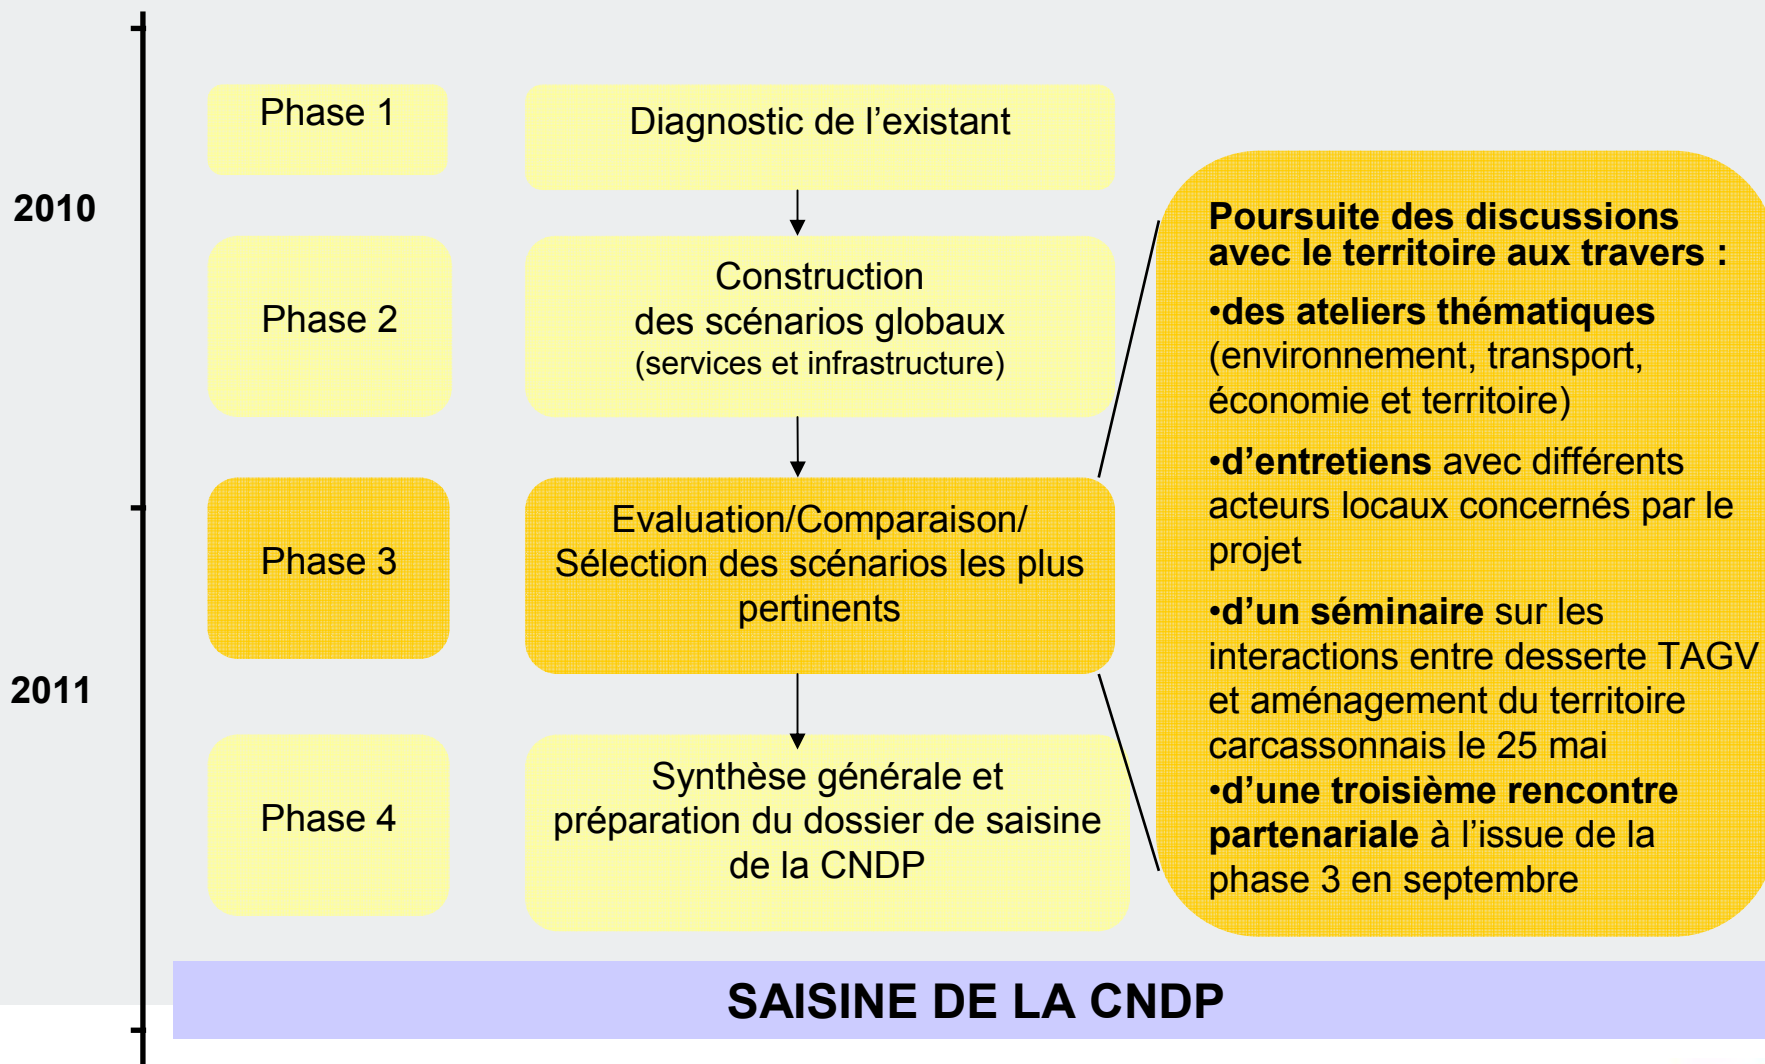 2010
2011
Phase 1
Diagnostic de l’existant
Phase 2
Construction
des scénarios globaux
(services et infrastructure)
Phase 3
Evaluation/Comparaison/
Sélection des scénarios les plus
pertinents
Phase 4
Synthèse générale et
préparation du dossier de saisine
de la CNDP
Poursuite des discussions
avec le territoire aux travers :
•des ateliers thématiques
(environnement, transport,
économie et territoire)
•d’entretiens avec différents
acteurs locaux concernés par le
projet
•d’un séminaire sur les
interactions entre desserte TAGV
et aménagement du territoire
carcassonnais le 25 mai
•d’une troisième rencontre
partenariale à l’issue de la
phase 3 en septembre
SAISINE DE LA CNDP